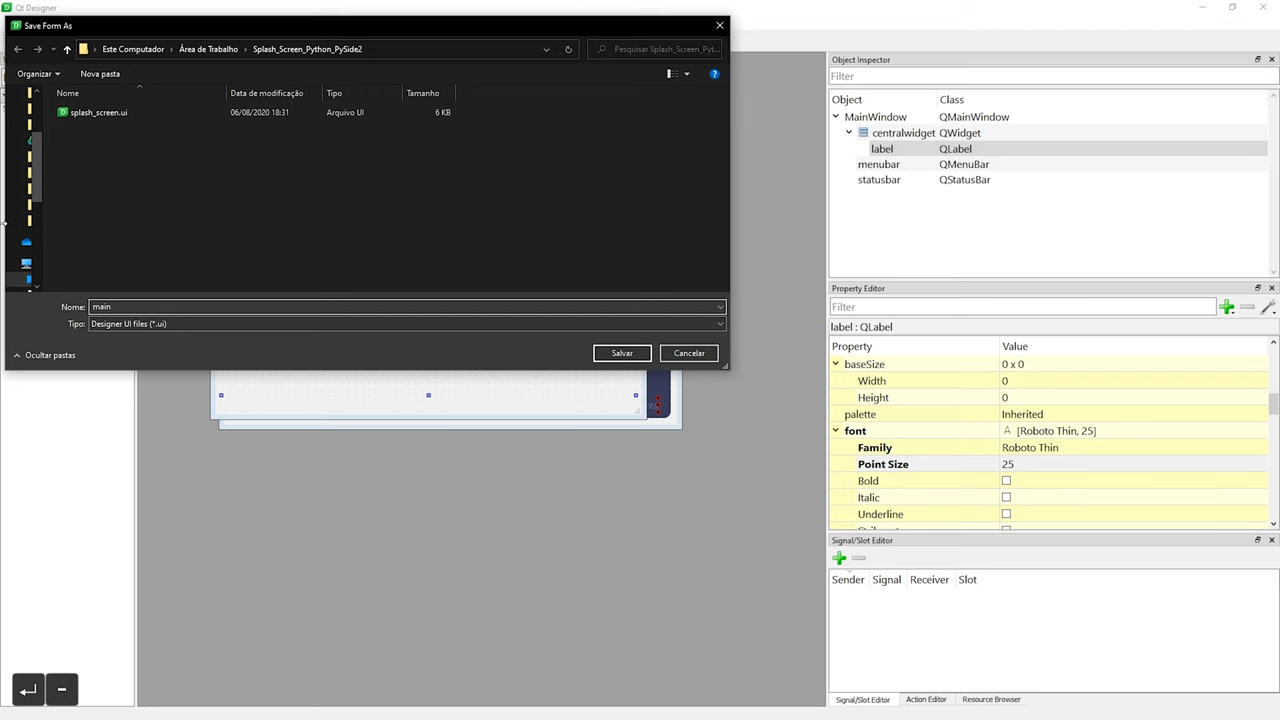 Qt Designer
Save Form As
Este Computador
Área de Trabalho
Splash_Screen_Python_PySide2
Pesquisar Splash_Screen_Pyt...
Organizar
Nova pasta
Nome
Data de modificação
Tipo
Tamanho
splash_screen.ui
06/08/2020 18:31
Arquivo UI
6 KB
Nome:
main
Tipo:
Designer UI files (*.ui)
Ocultar pastas
Salvar
Cancelar
Object Inspector
Filter
Object
Class
MainWindow
QMainWindow
centralwidget
QWidget
label
QLabel
menubar
QMenuBar
statusbar
QStatusBar
Property Editor
Filter
label : QLabel
Property
Value
baseSize
0 x 0
Width
0
Height
0
palette
Inherited
font
A [Roboto Thin, 25]
Family
Roboto Thin
Point Size
25
Bold
Italic
Underline
Signal/Slot Editor
Sender
Signal
Receiver
Slot
Signal/Slot Editor
Action Editor
Resource Browser